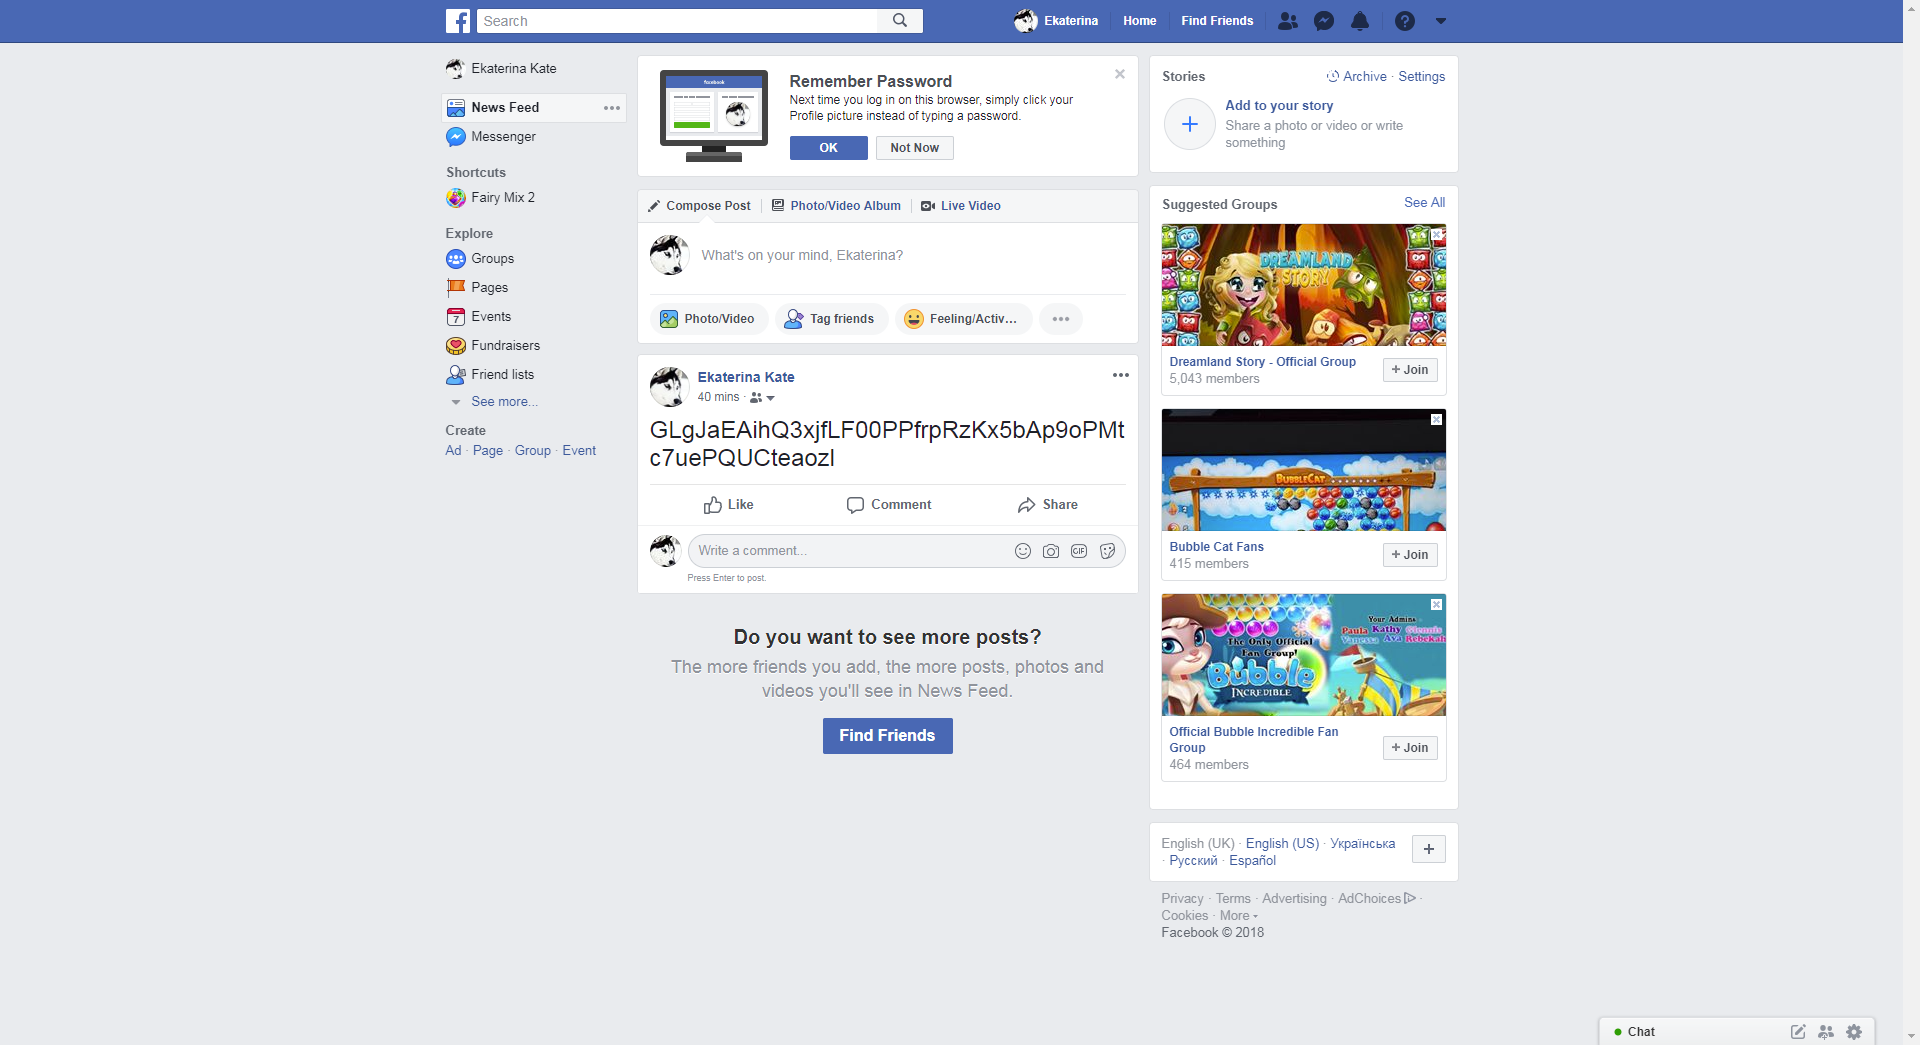 Search
Ekaterina
Home
Find Friends
Ekaterina Kate
News Feed
Messenger
Shortcuts
Fairy Mix 2
Explore
Groups
Pages
7
Events
Fundraisers
Friend lists
See more...
Create
Ad · Page · Group · Event
facebook
Remember Password
Next time you log in on this browser, simply click your
Profile picture instead of typing a password.
OK
Not Now
Compose Post
Photo/Video Album
Live Video
What's on your mind, Ekaterina?
Photo/Video
Tag friends
Feeling/Activ...
Ekaterina Kate
40 mins ·
GLgJaEAihQ3xjfLF00PPfrpRzKx5bAp9oPMt
c7uePQUCteaozI
Like
Comment
Share
Write a comment...
GIF
Press Enter to post.
Do you want to see more posts?
The more friends you add, the more posts, photos and
videos you'll see in News Feed.
Find Friends
Stories
Archive · Settings
Add to your story
Share a photo or video or write
something
Suggested Groups
See All
DREAMLAND
STORY
Dreamland Story - Official Group
5,043 members
+ Join
BUBBLECAT
Bubble Cat Fans
415 members
+ Join
Your Admins
Paula Kathy Glennis
Vanessa Ava Rebekah
The Only Official
Fan Group!
Bubble
INCREDIBLE
Official Bubble Incredible Fan
Group
464 members
+ Join
English (UK) · English (US) · Українська
· Русский · Español
Privacy · Terms · Advertising · AdChoices ·
Cookies · More
Facebook © 2018
Chat